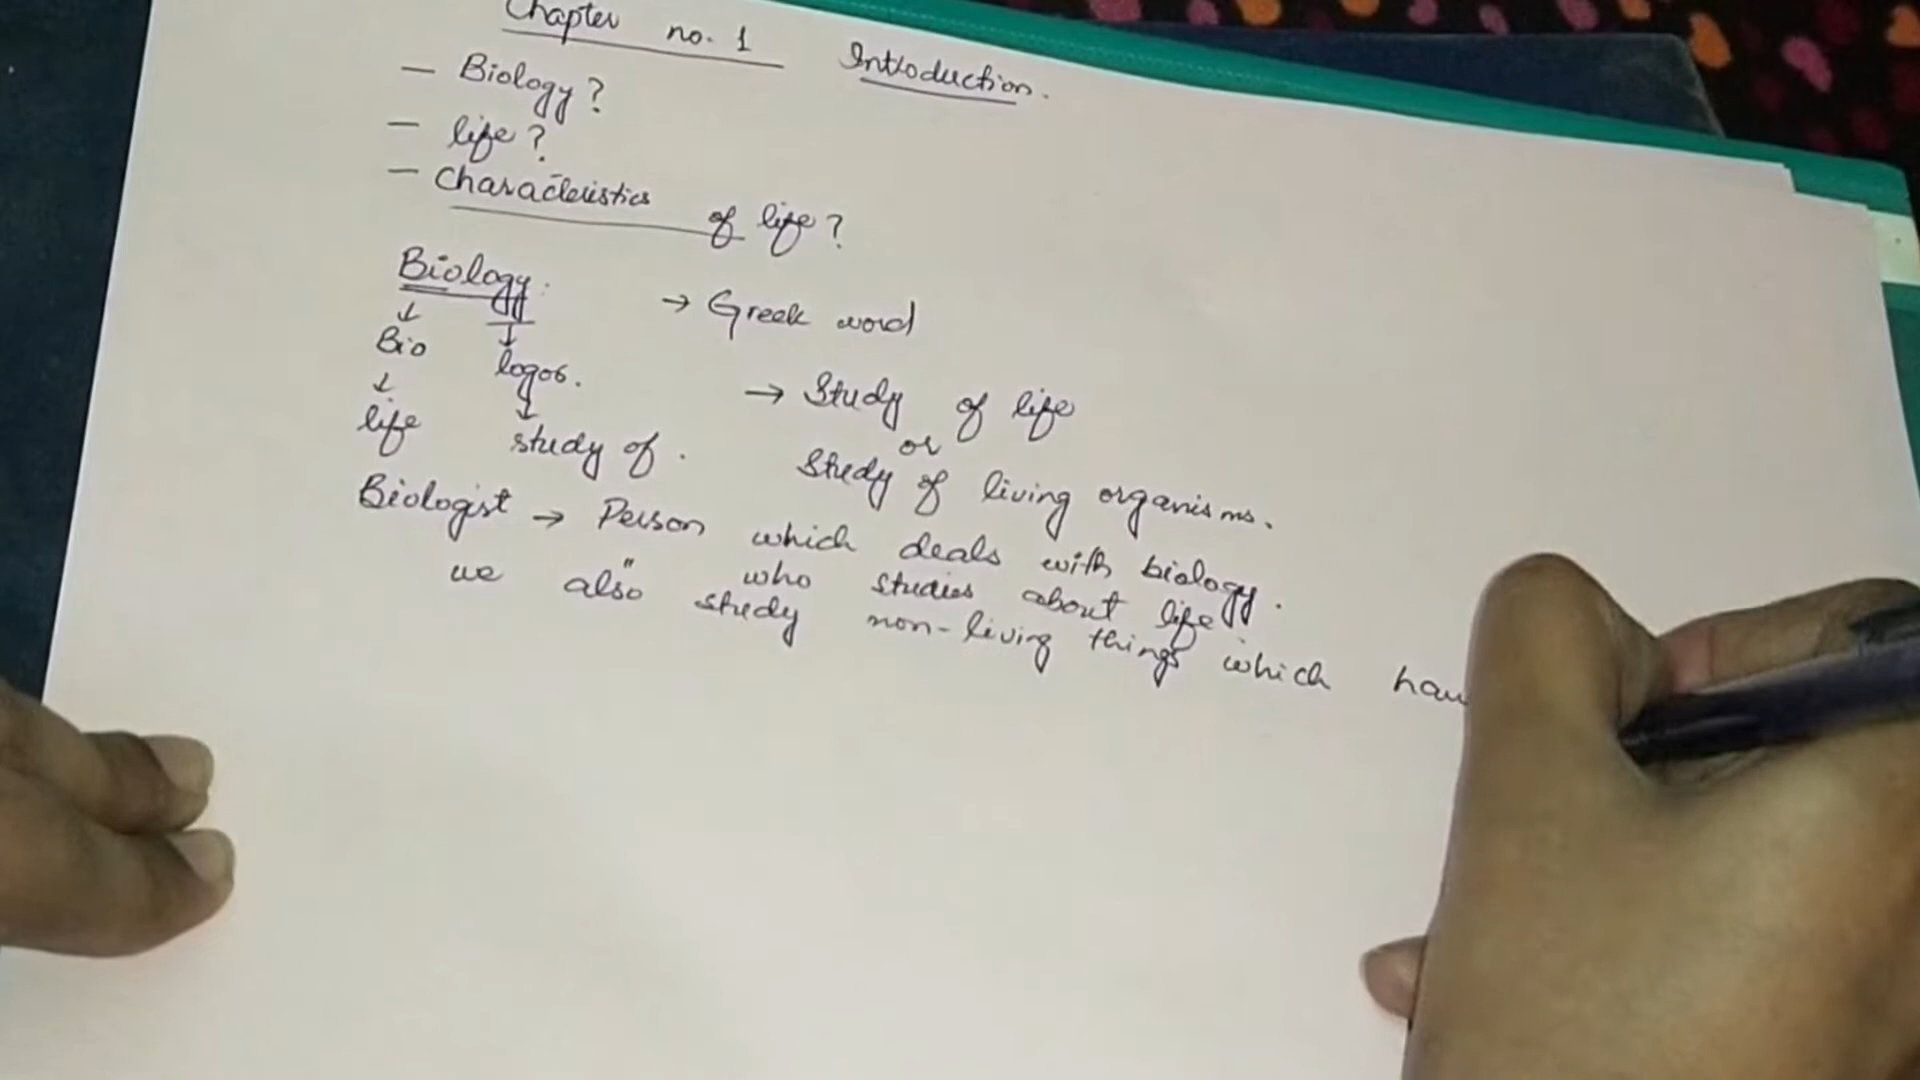 Chapter no. 1 Introduction.
— Biology?
— life?
— Characteristics of life?
Biology: → Greek word
↓ ↓
Bio logos.
↓ ↓
life study of.
→ Study of life
or
Study of living organisms.
Biologist → Person which deals with biology.
" who studies about life
we also study non-living things which